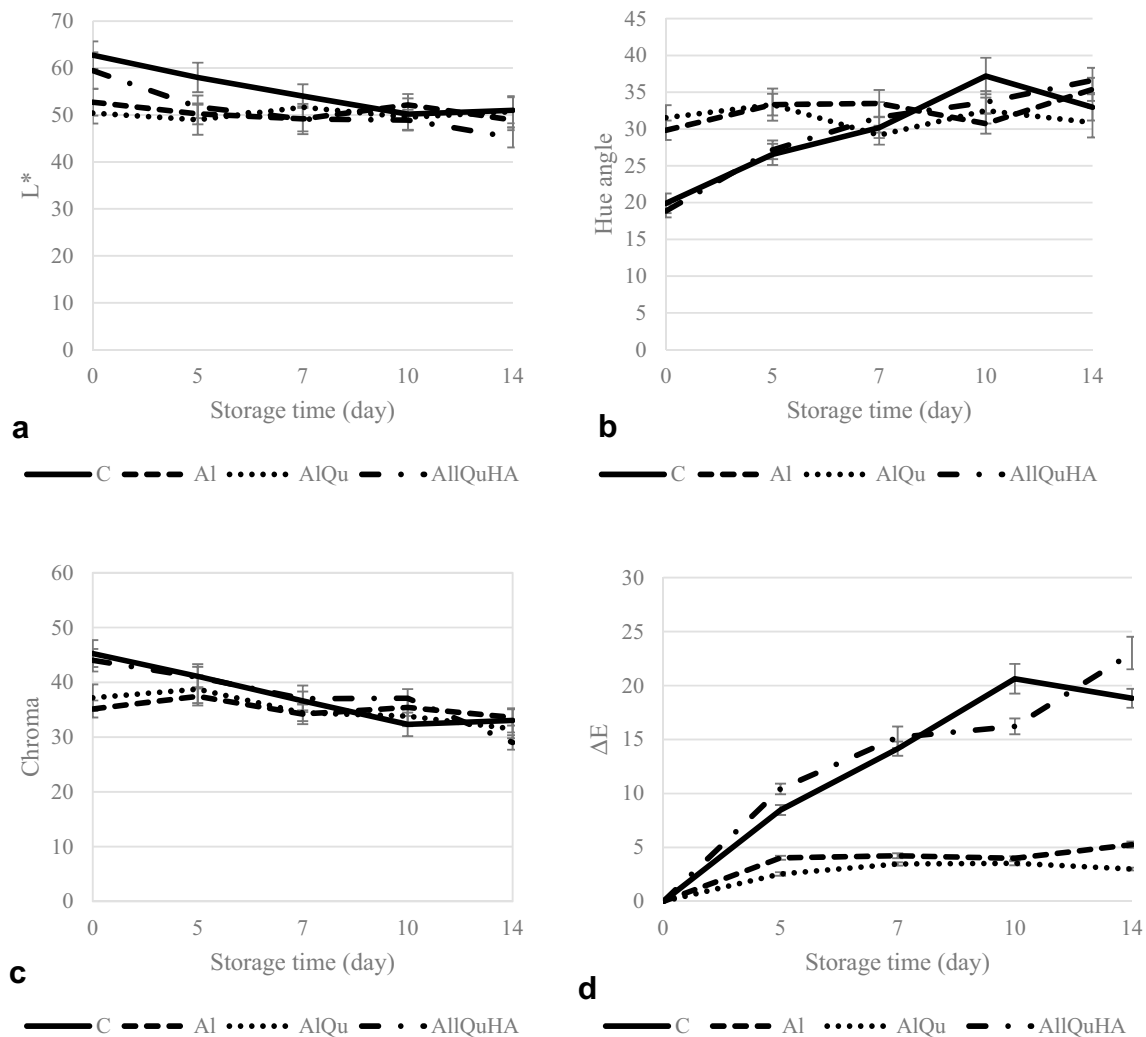 70
60
50
40
30
20
10
0
L*
0 5 7 10 14
Storage time (day)
a
C Al AlQu AllQuHA
45
40
35
30
25
20
15
10
5
0
Hue angle
0 5 7 10 14
Storage time (day)
b
C Al AlQu AllQuHA
60
50
40
30
20
10
0
Chroma
0 5 7 10 14
Storage time (day)
c
C Al AlQu AllQuHA
30
25
20
15
10
5
0
ΔE
0 5 7 10 14
Storage time (day)
d
C Al AlQu AllQuHA